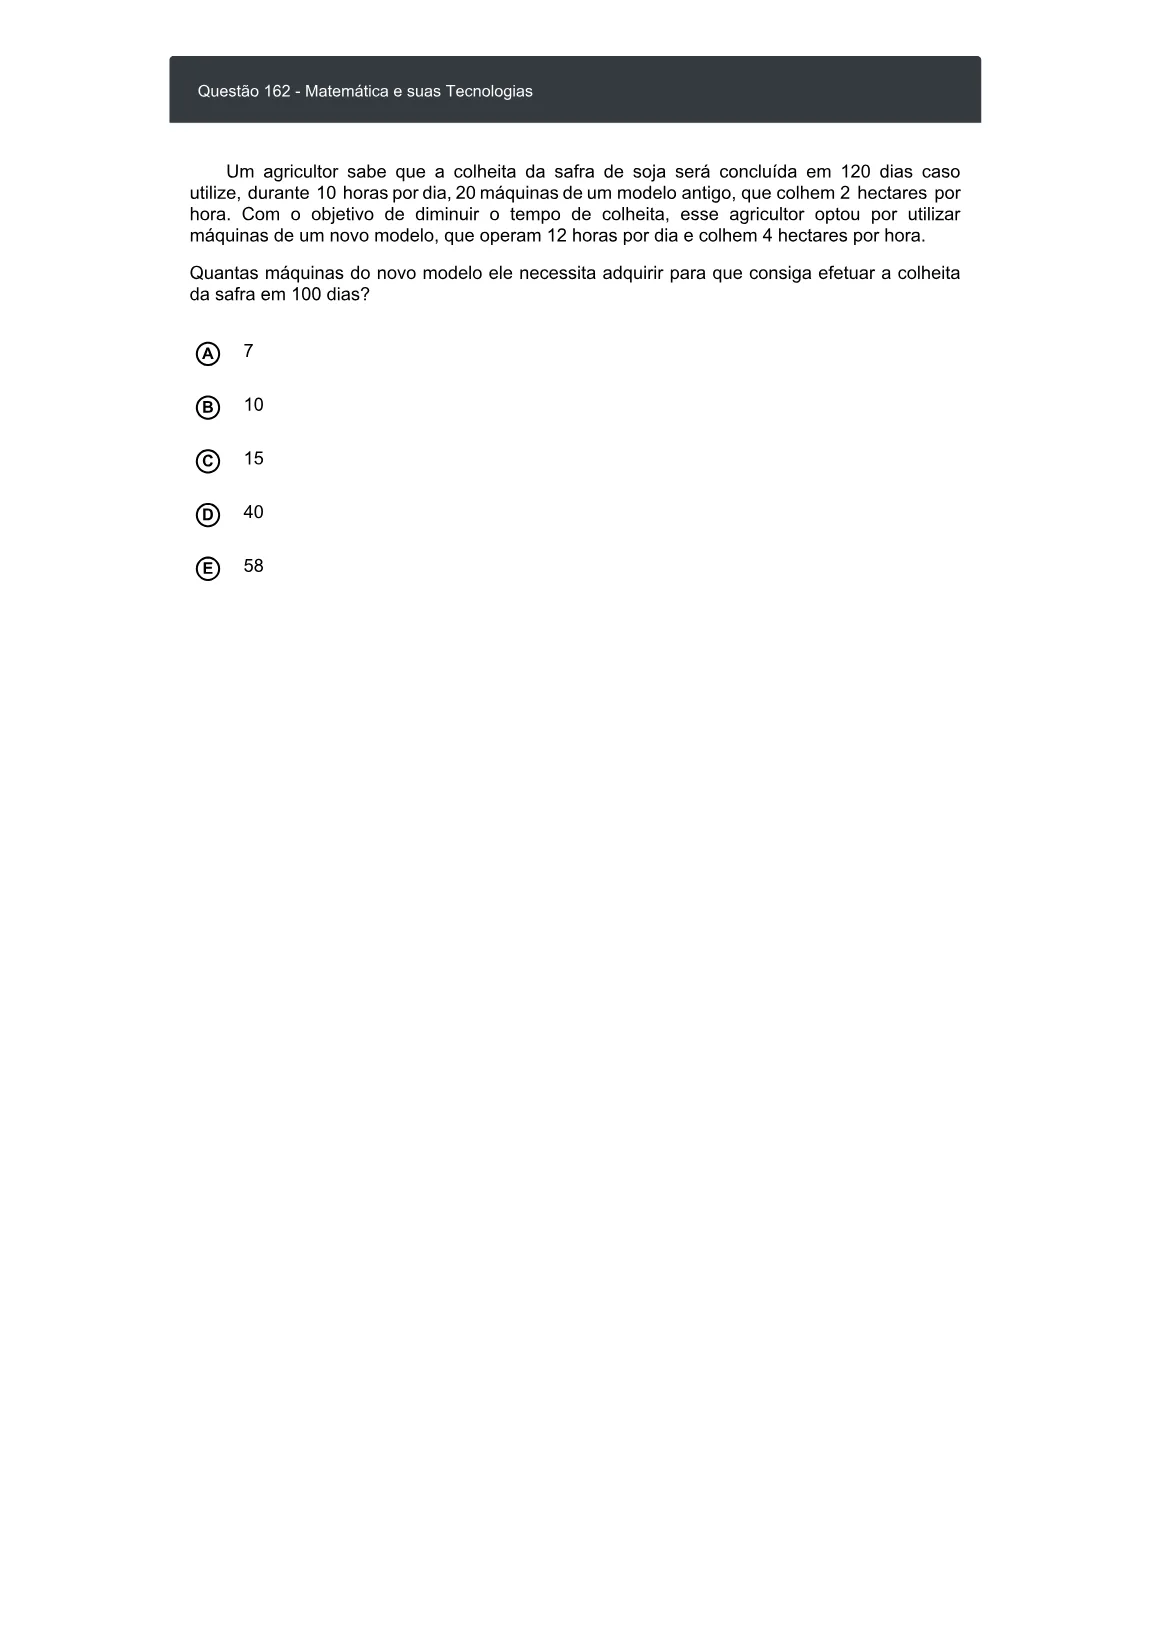 Questão 162 - Matemática e suas Tecnologias
Um agricultor sabe que a colheita da safra de soja será concluída em 120 dias caso
utilize, durante 10 horas por dia, 20 máquinas de um modelo antigo, que colhem 2 hectares por
hora. Com o objetivo de diminuir o tempo de colheita, esse agricultor optou por utilizar
máquinas de um novo modelo, que operam 12 horas por dia e colhem 4 hectares por hora.
Quantas máquinas do novo modelo ele necessita adquirir para que consiga efetuar a colheita
da safra em 100 dias?
A 7
B 10
C 15
D 40
E 58